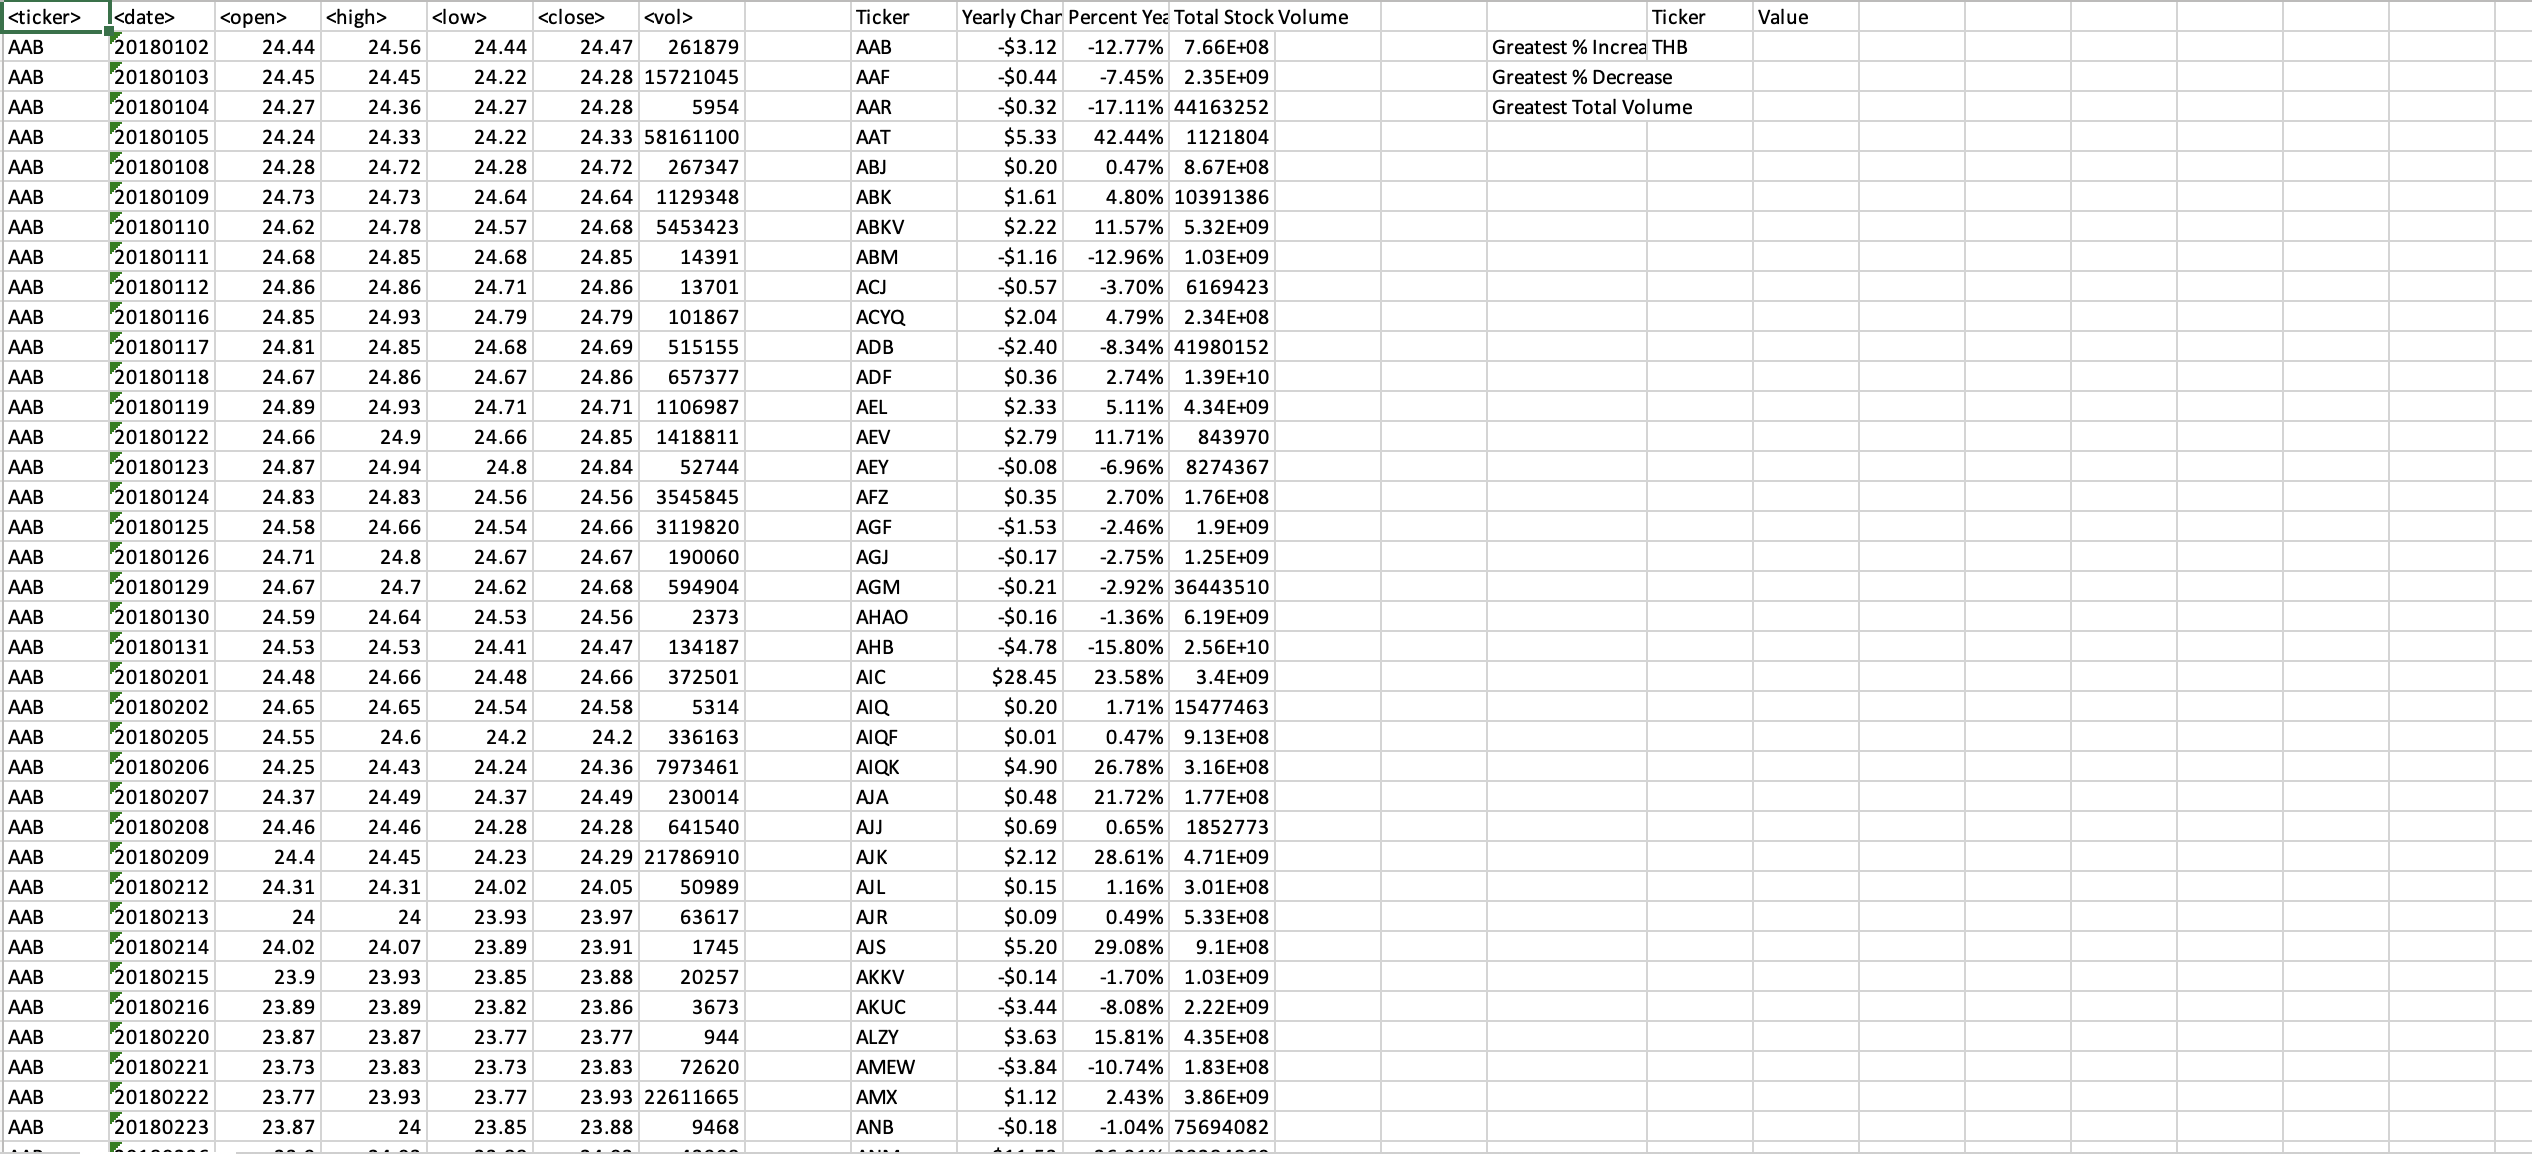 <ticker> <date> <open> <high> <low> <close> <vol> Ticker Yearly Char Percent Yea Total Stock Volume Ticker Value
AAB 20180102 24.44 24.56 24.44 24.47 261879 AAB -$3.12 -12.77% 7.66E+08 Greatest % Increa THB
AAB 20180103 24.45 24.45 24.22 24.28 15721045 AAF -$0.44 -7.45% 2.35E+09 Greatest % Decrease
AAB 20180104 24.27 24.36 24.27 24.28 5954 AAR -$0.32 -17.11% 44163252 Greatest Total Volume
AAB 20180105 24.24 24.33 24.22 24.33 58161100 AAT $5.33 42.44% 1121804
AAB 20180108 24.28 24.72 24.28 24.72 267347 ABJ $0.20 0.47% 8.67E+08
AAB 20180109 24.73 24.73 24.64 24.64 1129348 ABK $1.61 4.80% 10391386
AAB 20180110 24.62 24.78 24.57 24.68 5453423 ABKV $2.22 11.57% 5.32E+09
AAB 20180111 24.68 24.85 24.68 24.85 14391 ABM -$1.16 -12.96% 1.03E+09
AAB 20180112 24.86 24.86 24.71 24.86 13701 ACJ -$0.57 -3.70% 6169423
AAB 20180116 24.85 24.93 24.79 24.79 101867 ACYQ $2.04 4.79% 2.34E+08
AAB 20180117 24.81 24.85 24.68 24.69 515155 ADB -$2.40 -8.34% 41980152
AAB 20180118 24.67 24.86 24.67 24.86 657377 ADF $0.36 2.74% 1.39E+10
AAB 20180119 24.89 24.93 24.71 24.71 1106987 AEL $2.33 5.11% 4.34E+09
AAB 20180122 24.66 24.9 24.66 24.85 1418811 AEV $2.79 11.71% 843970
AAB 20180123 24.87 24.94 24.8 24.84 52744 AEY -$0.08 -6.96% 8274367
AAB 20180124 24.83 24.83 24.56 24.56 3545845 AFZ $0.35 2.70% 1.76E+08
AAB 20180125 24.58 24.66 24.54 24.66 3119820 AGF -$1.53 -2.46% 1.9E+09
AAB 20180126 24.71 24.8 24.67 24.67 190060 AGJ -$0.17 -2.75% 1.25E+09
AAB 20180129 24.67 24.7 24.62 24.68 594904 AGM -$0.21 -2.92% 36443510
AAB 20180130 24.59 24.64 24.53 24.56 2373 AHAO -$0.16 -1.36% 6.19E+09
AAB 20180131 24.53 24.53 24.41 24.47 134187 AHB -$4.78 -15.80% 2.56E+10
AAB 20180201 24.48 24.66 24.48 24.66 372501 AIC $28.45 23.58% 3.4E+09
AAB 20180202 24.65 24.65 24.54 24.58 5314 AIQ $0.20 1.71% 15477463
AAB 20180205 24.55 24.6 24.2 24.2 336163 AIQF $0.01 0.47% 9.13E+08
AAB 20180206 24.25 24.43 24.24 24.36 7973461 AIQK $4.90 26.78% 3.16E+08
AAB 20180207 24.37 24.49 24.37 24.49 230014 AJA $0.48 21.72% 1.77E+08
AAB 20180208 24.46 24.46 24.28 24.28 641540 AJJ $0.69 0.65% 1852773
AAB 20180209 24.4 24.45 24.23 24.29 21786910 AJK $2.12 28.61% 4.71E+09
AAB 20180212 24.31 24.31 24.02 24.05 50989 AJL $0.15 1.16% 3.01E+08
AAB 20180213 24 24 23.93 23.97 63617 AJR $0.09 0.49% 5.33E+08
AAB 20180214 24.02 24.07 23.89 23.91 1745 AJS $5.20 29.08% 9.1E+08
AAB 20180215 23.9 23.93 23.85 23.88 20257 AKKV -$0.14 -1.70% 1.03E+09
AAB 20180216 23.89 23.89 23.82 23.86 3673 AKUC -$3.44 -8.08% 2.22E+09
AAB 20180220 23.87 23.87 23.77 23.77 944 ALZY $3.63 15.81% 4.35E+08
AAB 20180221 23.73 23.83 23.73 23.83 72620 AMEW -$3.84 -10.74% 1.83E+08
AAB 20180222 23.77 23.93 23.77 23.93 22611665 AMX $1.12 2.43% 3.86E+09
AAB 20180223 23.87 24 23.85 23.88 9468 ANB -$0.18 -1.04% 75694082